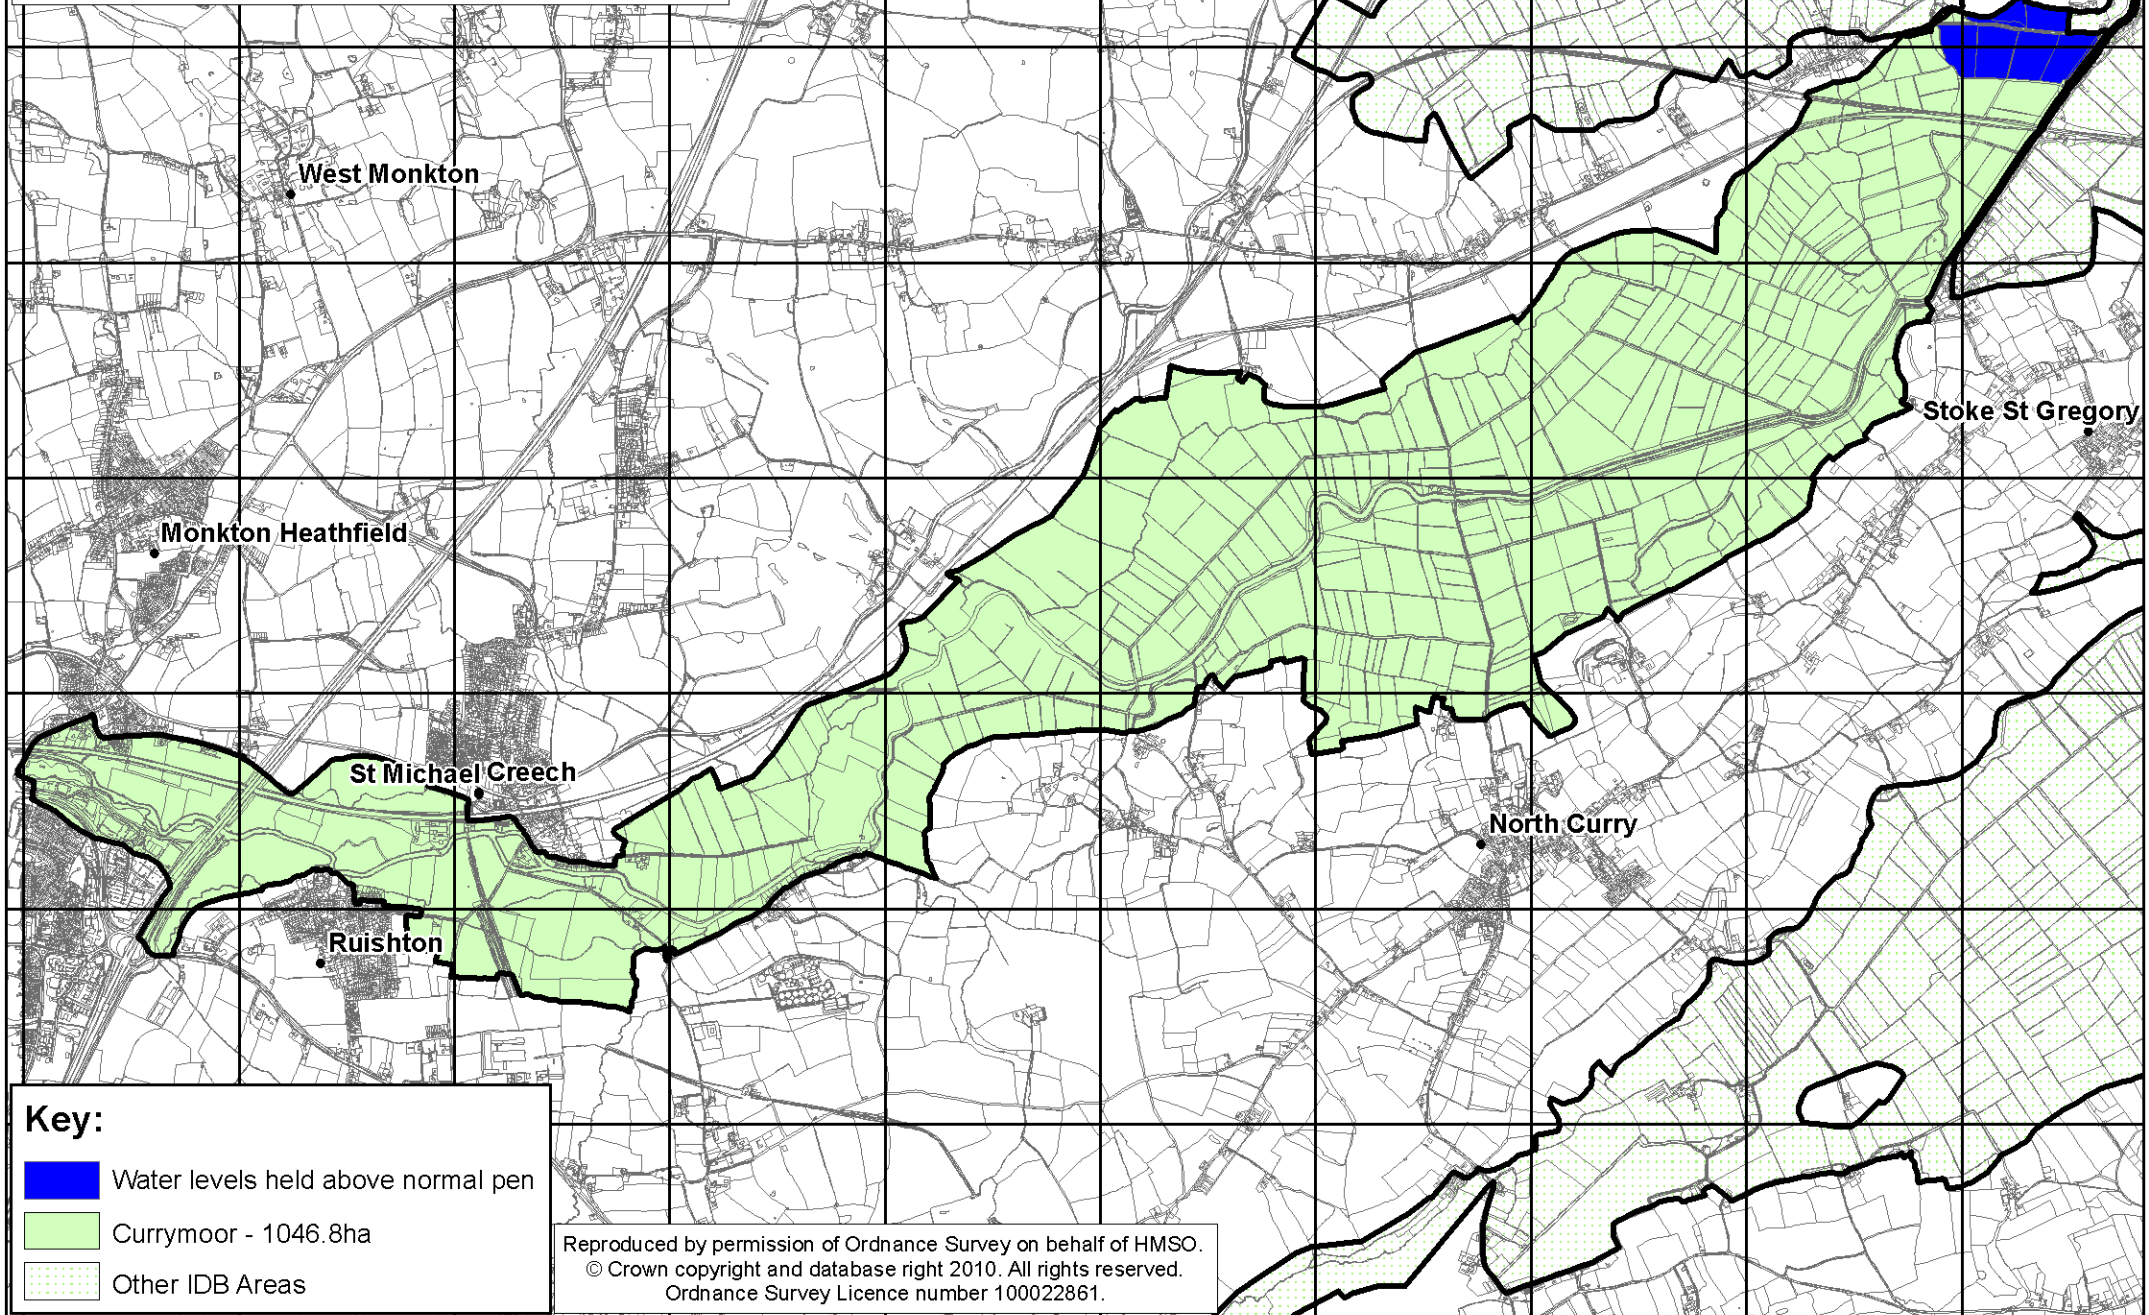 West Monkton
Stoke St Gregory
Monkton Heathfield
St Michael Creech
North Curry
Ruishton
Key:
Water levels held above normal pen
Currymoor - 1046.8ha
Other IDB Areas
Reproduced by permission of Ordnance Survey on behalf of HMSO.
© Crown copyright and database right 2010. All rights reserved.
Ordnance Survey Licence number 100022861.